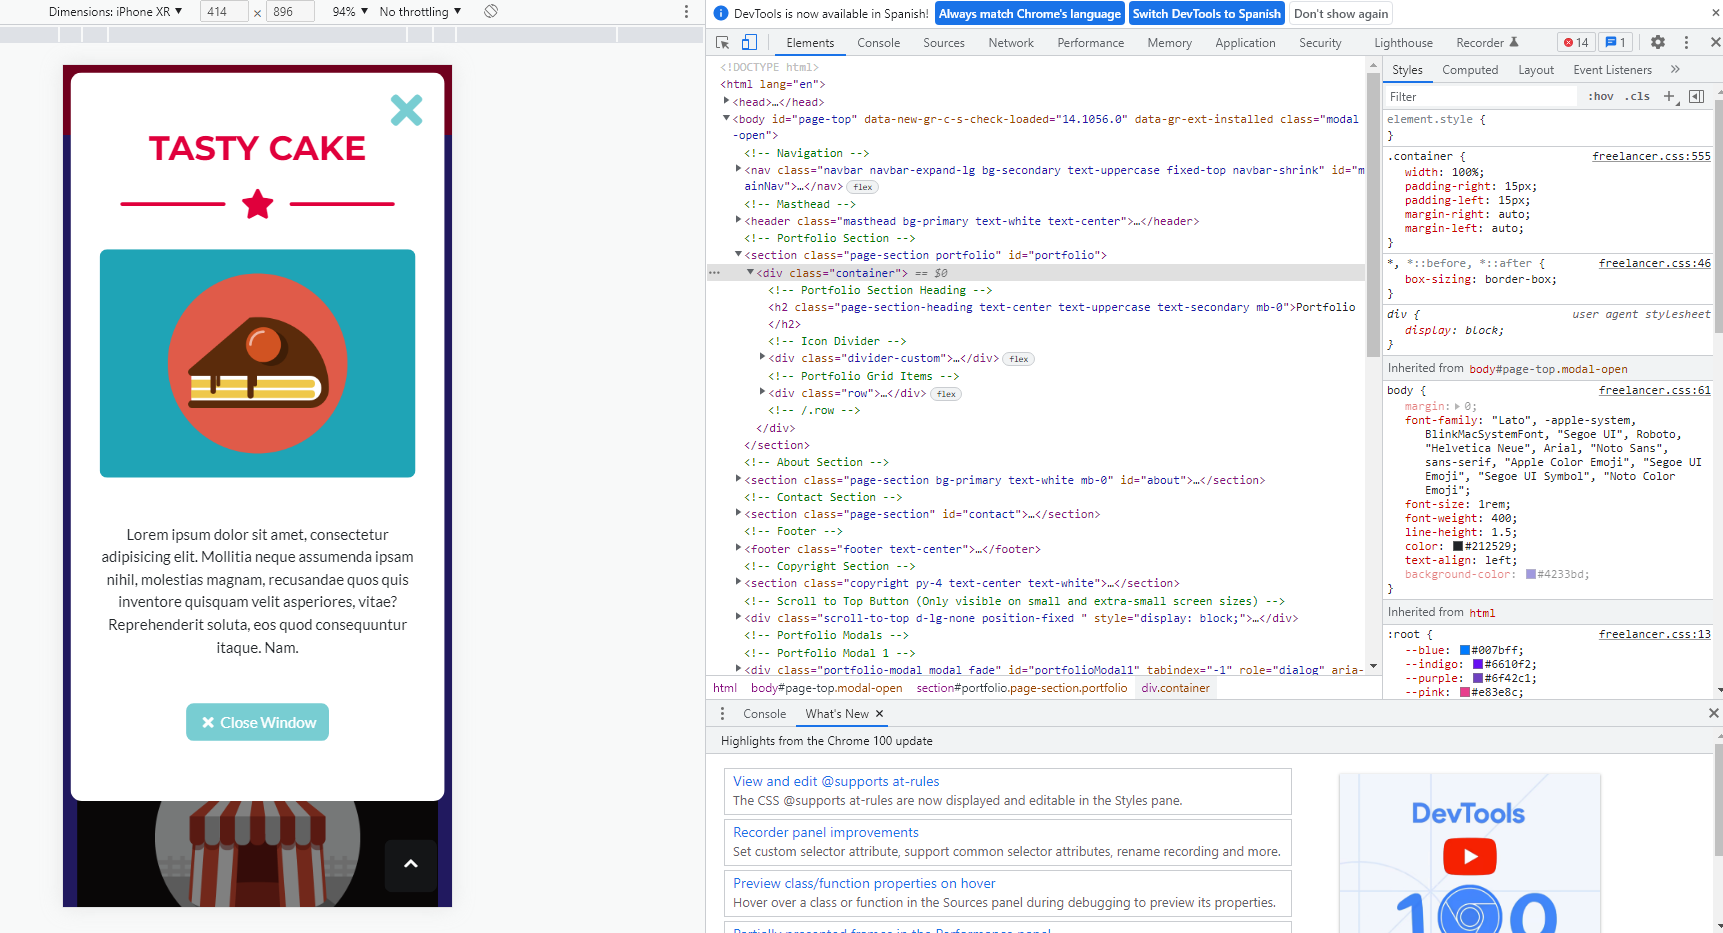 Dimensions: iPhone XR ▼ 414 × 896 94% ▼ No throttling ▼
TASTY CAKE
Lorem ipsum dolor sit amet, consectetur
adipisicing elit. Mollitia neque assumenda ipsam
nihil, molestias magnam, recusandae quos quis
inventore quisquam velit asperiores, vitae?
Reprehenderit soluta, eos quod consequuntur
itaque. Nam.
Close Window
DevTools is now available in Spanish! Always match Chrome's language Switch DevTools to Spanish Don't show again
Elements Console Sources Network Performance Memory Application Security Lighthouse Recorder 14 1
<!DOCTYPE html>
<html lang="en">
<head>…</head>
<body id="page-top" data-new-gr-c-s-check-loaded="14.1056.0" data-gr-ext-installed class="modal
-open">
<!-- Navigation -->
<nav class="navbar navbar-expand-lg bg-secondary text-uppercase fixed-top navbar-shrink" id="m
ainNav">…</nav> flex
<!-- Masthead -->
<header class="masthead bg-primary text-white text-center">…</header>
<!-- Portfolio Section -->
<section class="page-section portfolio" id="portfolio">
<div class="container"> == $0
<!-- Portfolio Section Heading -->
<h2 class="page-section-heading text-center text-uppercase text-secondary mb-0">Portfolio
</h2>
<!-- Icon Divider -->
<div class="divider-custom">…</div> flex
<!-- Portfolio Grid Items -->
<div class="row">…</div> flex
<!-- /.row -->
</div>
</section>
<!-- About Section -->
<section class="page-section bg-primary text-white mb-0" id="about">…</section>
<!-- Contact Section -->
<section class="page-section" id="contact">…</section>
<!-- Footer -->
<footer class="footer text-center">…</footer>
<!-- Copyright Section -->
<section class="copyright py-4 text-center text-white">…</section>
<!-- Scroll to Top Button (Only visible on small and extra-small screen sizes) -->
<div class="scroll-to-top d-lg-none position-fixed " style="display: block;">…</div>
<!-- Portfolio Modals -->
<!-- Portfolio Modal 1 -->
<div class="portfolio-modal modal fade" id="portfolioModal1" tabindex="-1" role="dialog" aria-
html body#page-top.modal-open section#portfolio.page-section.portfolio div.container
Styles Computed Layout Event Listeners »
Filter :hov .cls +
element.style {
}
.container { freelancer.css:555
width: 100%;
padding-right: 15px;
padding-left: 15px;
margin-right: auto;
margin-left: auto;
}
*, *::before, *::after { freelancer.css:46
box-sizing: border-box;
}
div { user agent stylesheet
display: block;
}
Inherited from body#page-top.modal-open
body { freelancer.css:61
margin: 0;
font-family: "Lato", -apple-system,
BlinkMacSystemFont, "Segoe UI", Roboto,
"Helvetica Neue", Arial, "Noto Sans",
sans-serif, "Apple Color Emoji", "Segoe UI
Emoji", "Segoe UI Symbol", "Noto Color
Emoji";
font-size: 1rem;
font-weight: 400;
line-height: 1.5;
color: #212529;
text-align: left;
background-color: #4233bd;
}
Inherited from html
:root { freelancer.css:13
--blue: #007bff;
--indigo: #6610f2;
--purple: #6f42c1;
--pink: #e83e8c;
Console What's New
Highlights from the Chrome 100 update
View and edit @supports at-rules
The CSS @supports at-rules are now displayed and editable in the Styles pane.
Recorder panel improvements
Set custom selector attribute, support common selector attributes, rename recording and more.
Preview class/function properties on hover
Hover over a class or function in the Sources panel during debugging to preview its properties.
DevTools
100